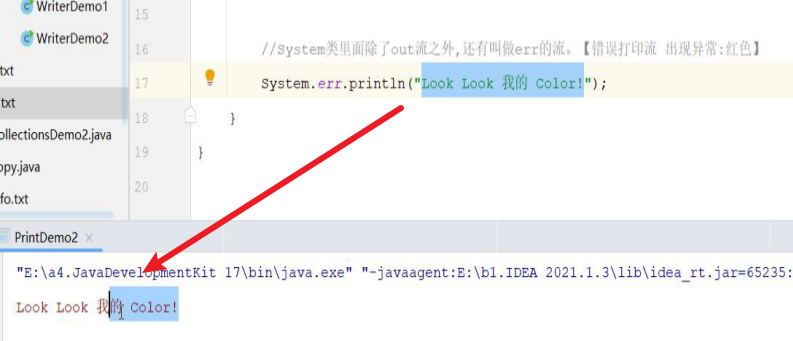 WriterDemo1
WriterDemo2
txt
txt
ollectionsDemo2.java
opy.java
fo.txt
15
16 //System类里面除了out流之外,还有叫做err的流。【错误打印流 出现异常:红色】
17 System.err.println("Look Look 我的 Color!");
18 }
19 }
20
PrintDemo2
"E:\a4.JavaDevelopmentKit 17\bin\java.exe" "-javaagent:E:\b1.IDEA 2021.1.3\lib\idea_rt.jar=65235:
Look Look 我的 Color!